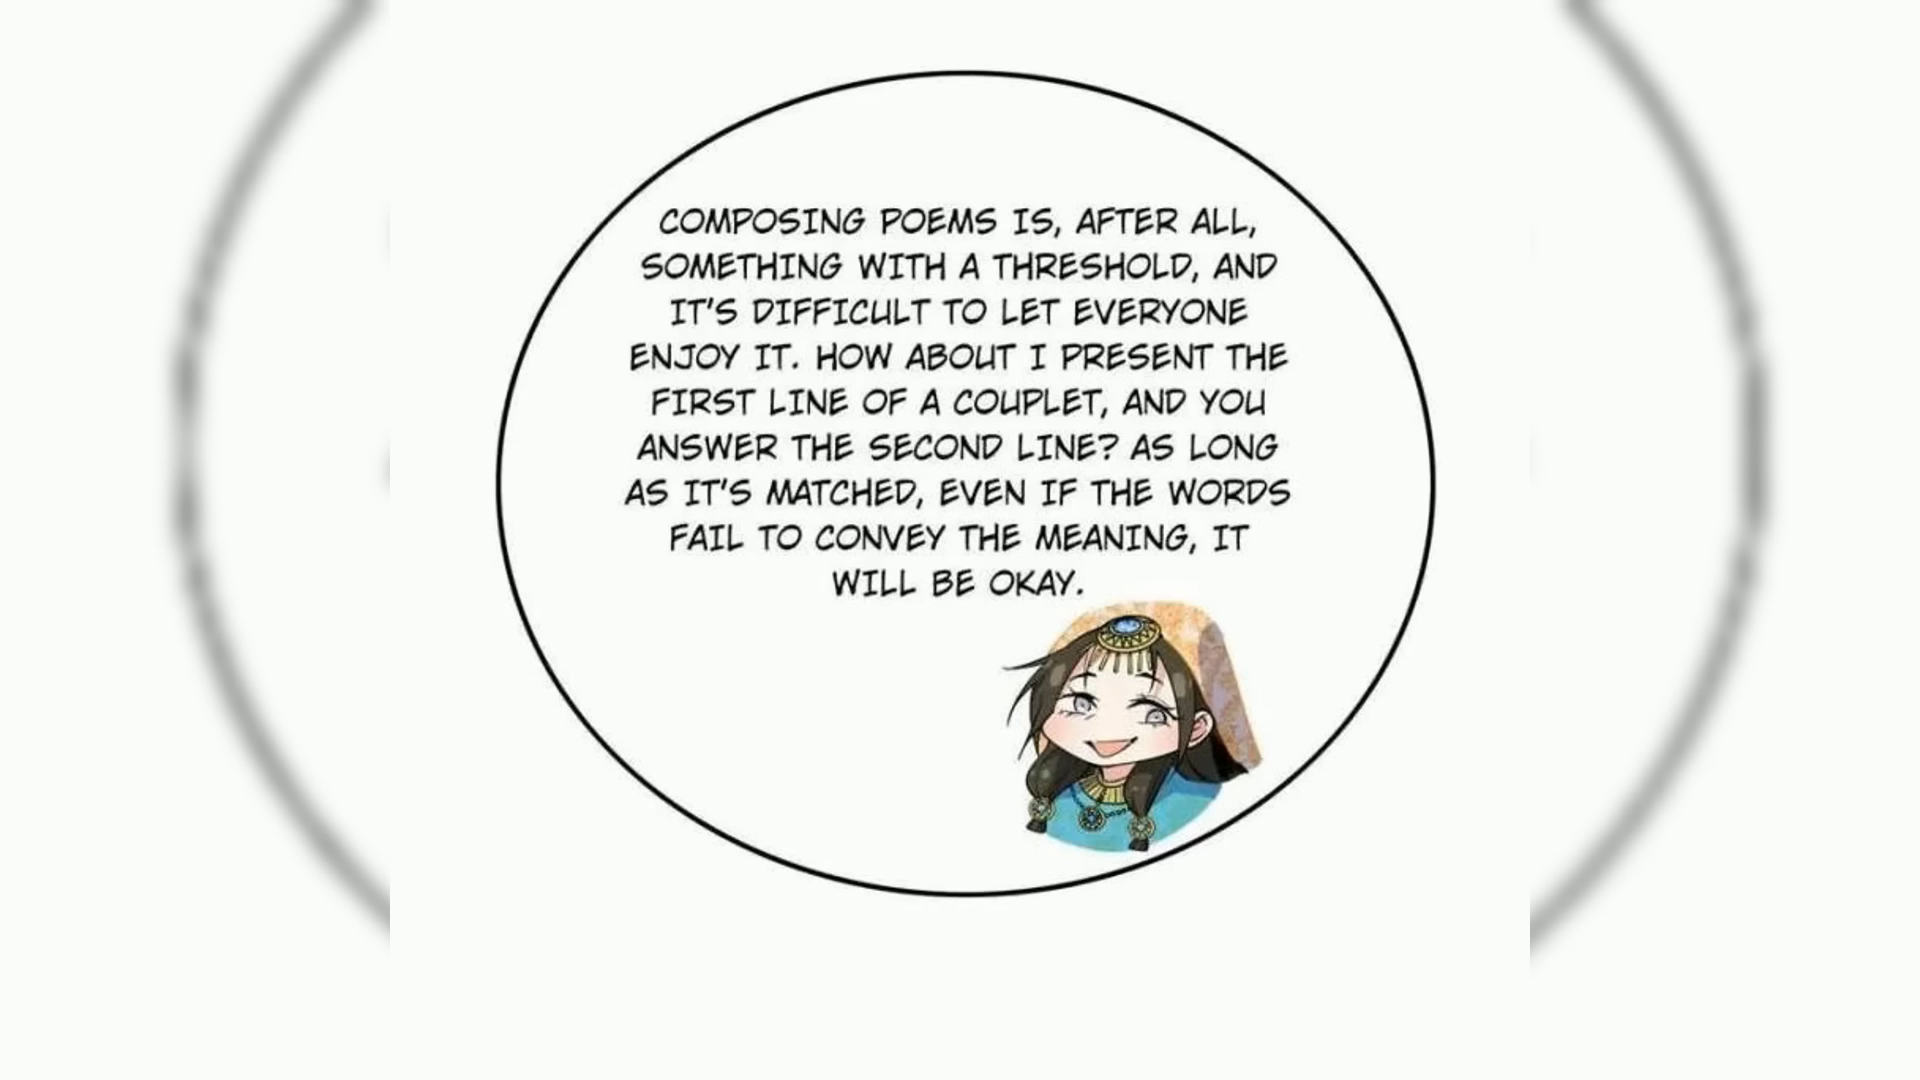 COMPOSING POEMS IS, AFTER ALL,
SOMETHING WITH A THRESHOLD, AND
IT'S DIFFICULT TO LET EVERYONE
ENJOY IT. HOW ABOUT I PRESENT THE
FIRST LINE OF A COUPLET, AND YOU
ANSWER THE SECOND LINE? AS LONG
AS IT'S MATCHED, EVEN IF THE WORDS
FAIL TO CONVEY THE MEANING, IT
WILL BE OKAY.